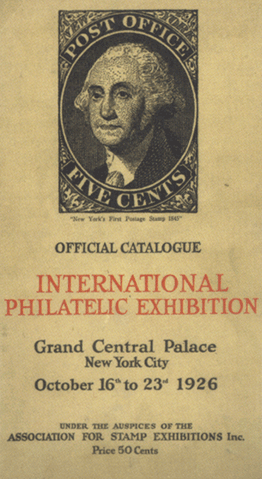 POST OFFICE
FIVE CENTS
"New York's First Postage Stamp 1845"
OFFICIAL CATALOGUE
INTERNATIONAL
PHILATELIC EXHIBITION
Grand Central Palace
New York City
October 16th to 23rd 1926
UNDER THE AUSPICES OF THE
ASSOCIATION FOR STAMP EXHIBITIONS Inc.
Price 50 Cents